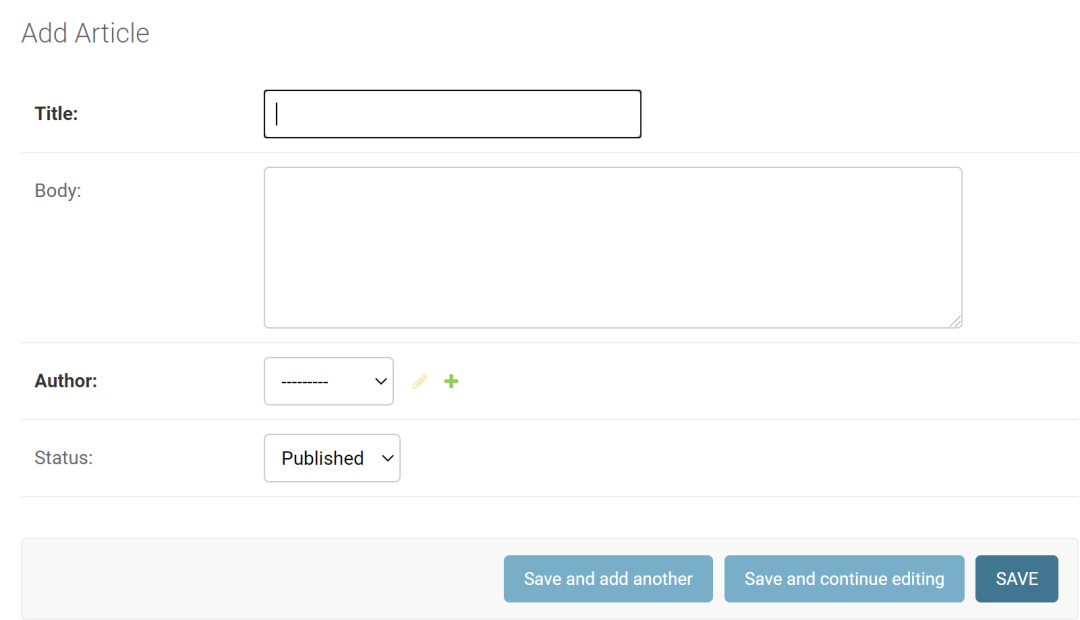 Add Article
Title:
Body:
Author: ---------
Status: Published
Save and add another Save and continue editing SAVE